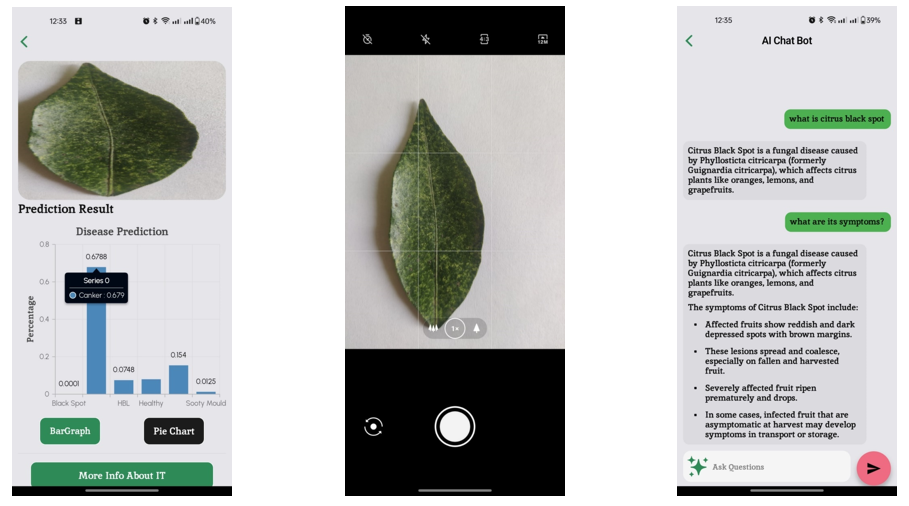 12:33
40%
Prediction Result
Disease Prediction
0.8
0.6788
Series 0
Canker : 0.679
0.6
0.4
0.2
0
Percentage
0.0001
0.0748
0.154
0.0125
Black Spot
HBL
Healthy
Sooty Mould
BarGraph
Pie Chart
More Info About IT
4:3
12M
1×
12:35
39%
AI Chat Bot
what is citrus black spot
Citrus Black Spot is a fungal disease caused
by Phyllosticta citricarpa (formerly
Guignardia citricarpa), which affects citrus
plants like oranges, lemons, and
grapefruits.
what are its symptoms?
Citrus Black Spot is a fungal disease caused
by Phyllosticta citricarpa (formerly
Guignardia citricarpa), which affects citrus
plants like oranges, lemons, and
grapefruits.
The symptoms of Citrus Black Spot include:
• Affected fruits show reddish and dark
depressed spots with brown margins.
• These lesions spread and coalesce,
especially on fallen and harvested
fruit.
• Severely affected fruit ripen
prematurely and drops.
• In some cases, infected fruit that are
asymptomatic at harvest may develop
symptoms in transport or storage.
Ask Questions